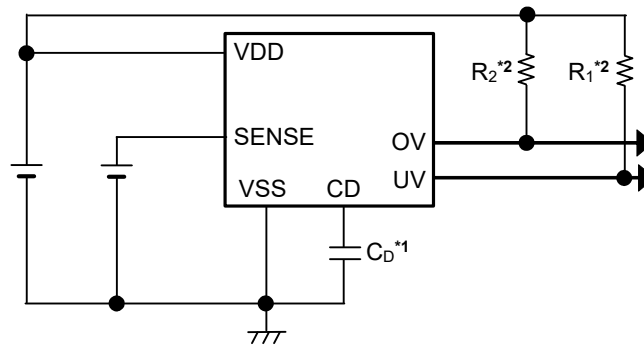 VDD
R2*2
R1*2
SENSE
OV
UV
VSS
CD
CD*1